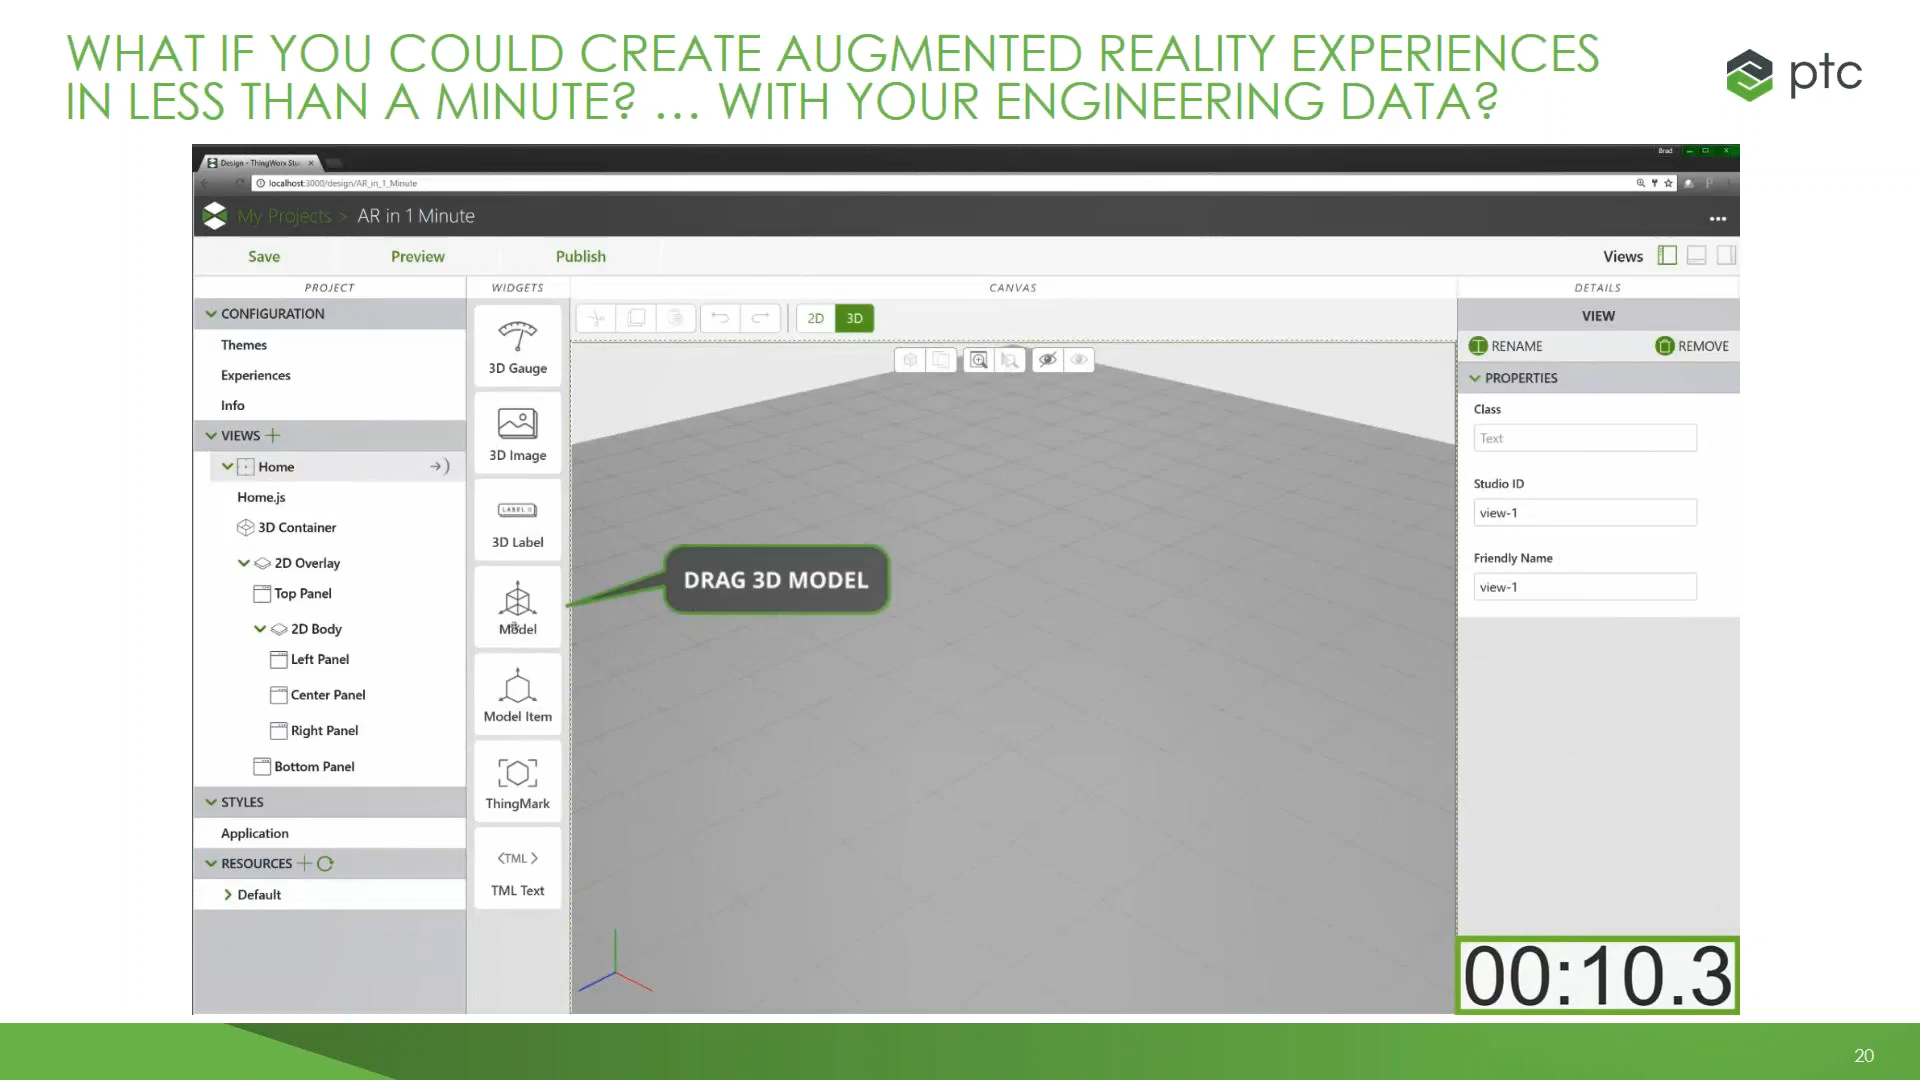 WHAT IF YOU COULD CREATE AUGMENTED REALITY EXPERIENCES
IN LESS THAN A MINUTE? ... WITH YOUR ENGINEERING DATA?
ptc
Design - ThingWorx Stu
Brad
localhost:3000/design/AR_in_1_Minute
My Projects > AR in 1 Minute
Save
Preview
Publish
Views
PROJECT
WIDGETS
CANVAS
DETAILS
CONFIGURATION
Themes
Experiences
Info
VIEWS
Home
Home.js
3D Container
2D Overlay
Top Panel
2D Body
Left Panel
Center Panel
Right Panel
Bottom Panel
STYLES
Application
RESOURCES
Default
3D Gauge
3D Image
LABEL
3D Label
Model
Model Item
ThingMark
<TML>
TML Text
2D
3D
DRAG 3D MODEL
VIEW
RENAME
REMOVE
PROPERTIES
Class
Text
Studio ID
view-1
Friendly Name
view-1
00:10.3
20